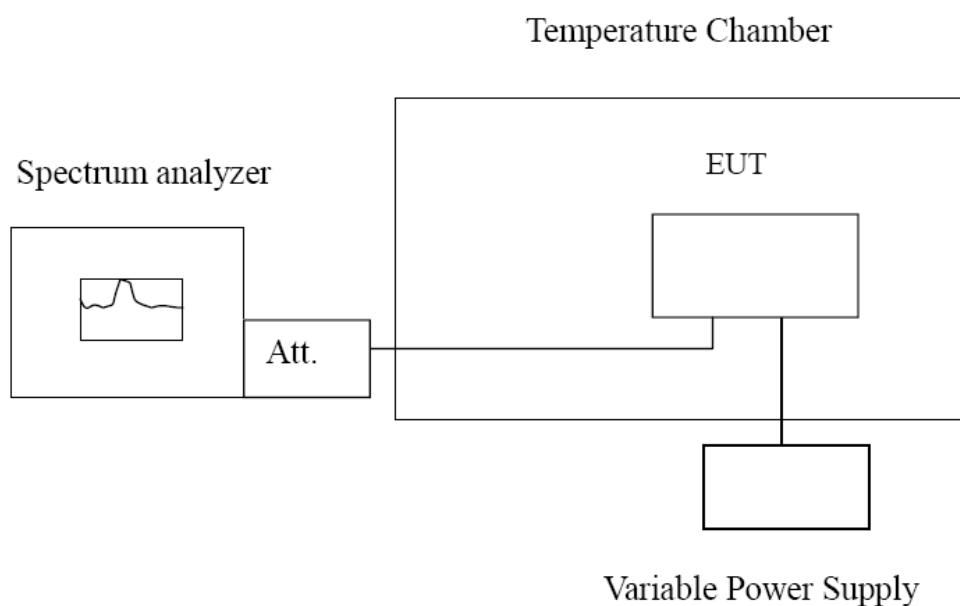 Temperature Chamber
Spectrum analyzer
EUT
Att.
Variable Power Supply